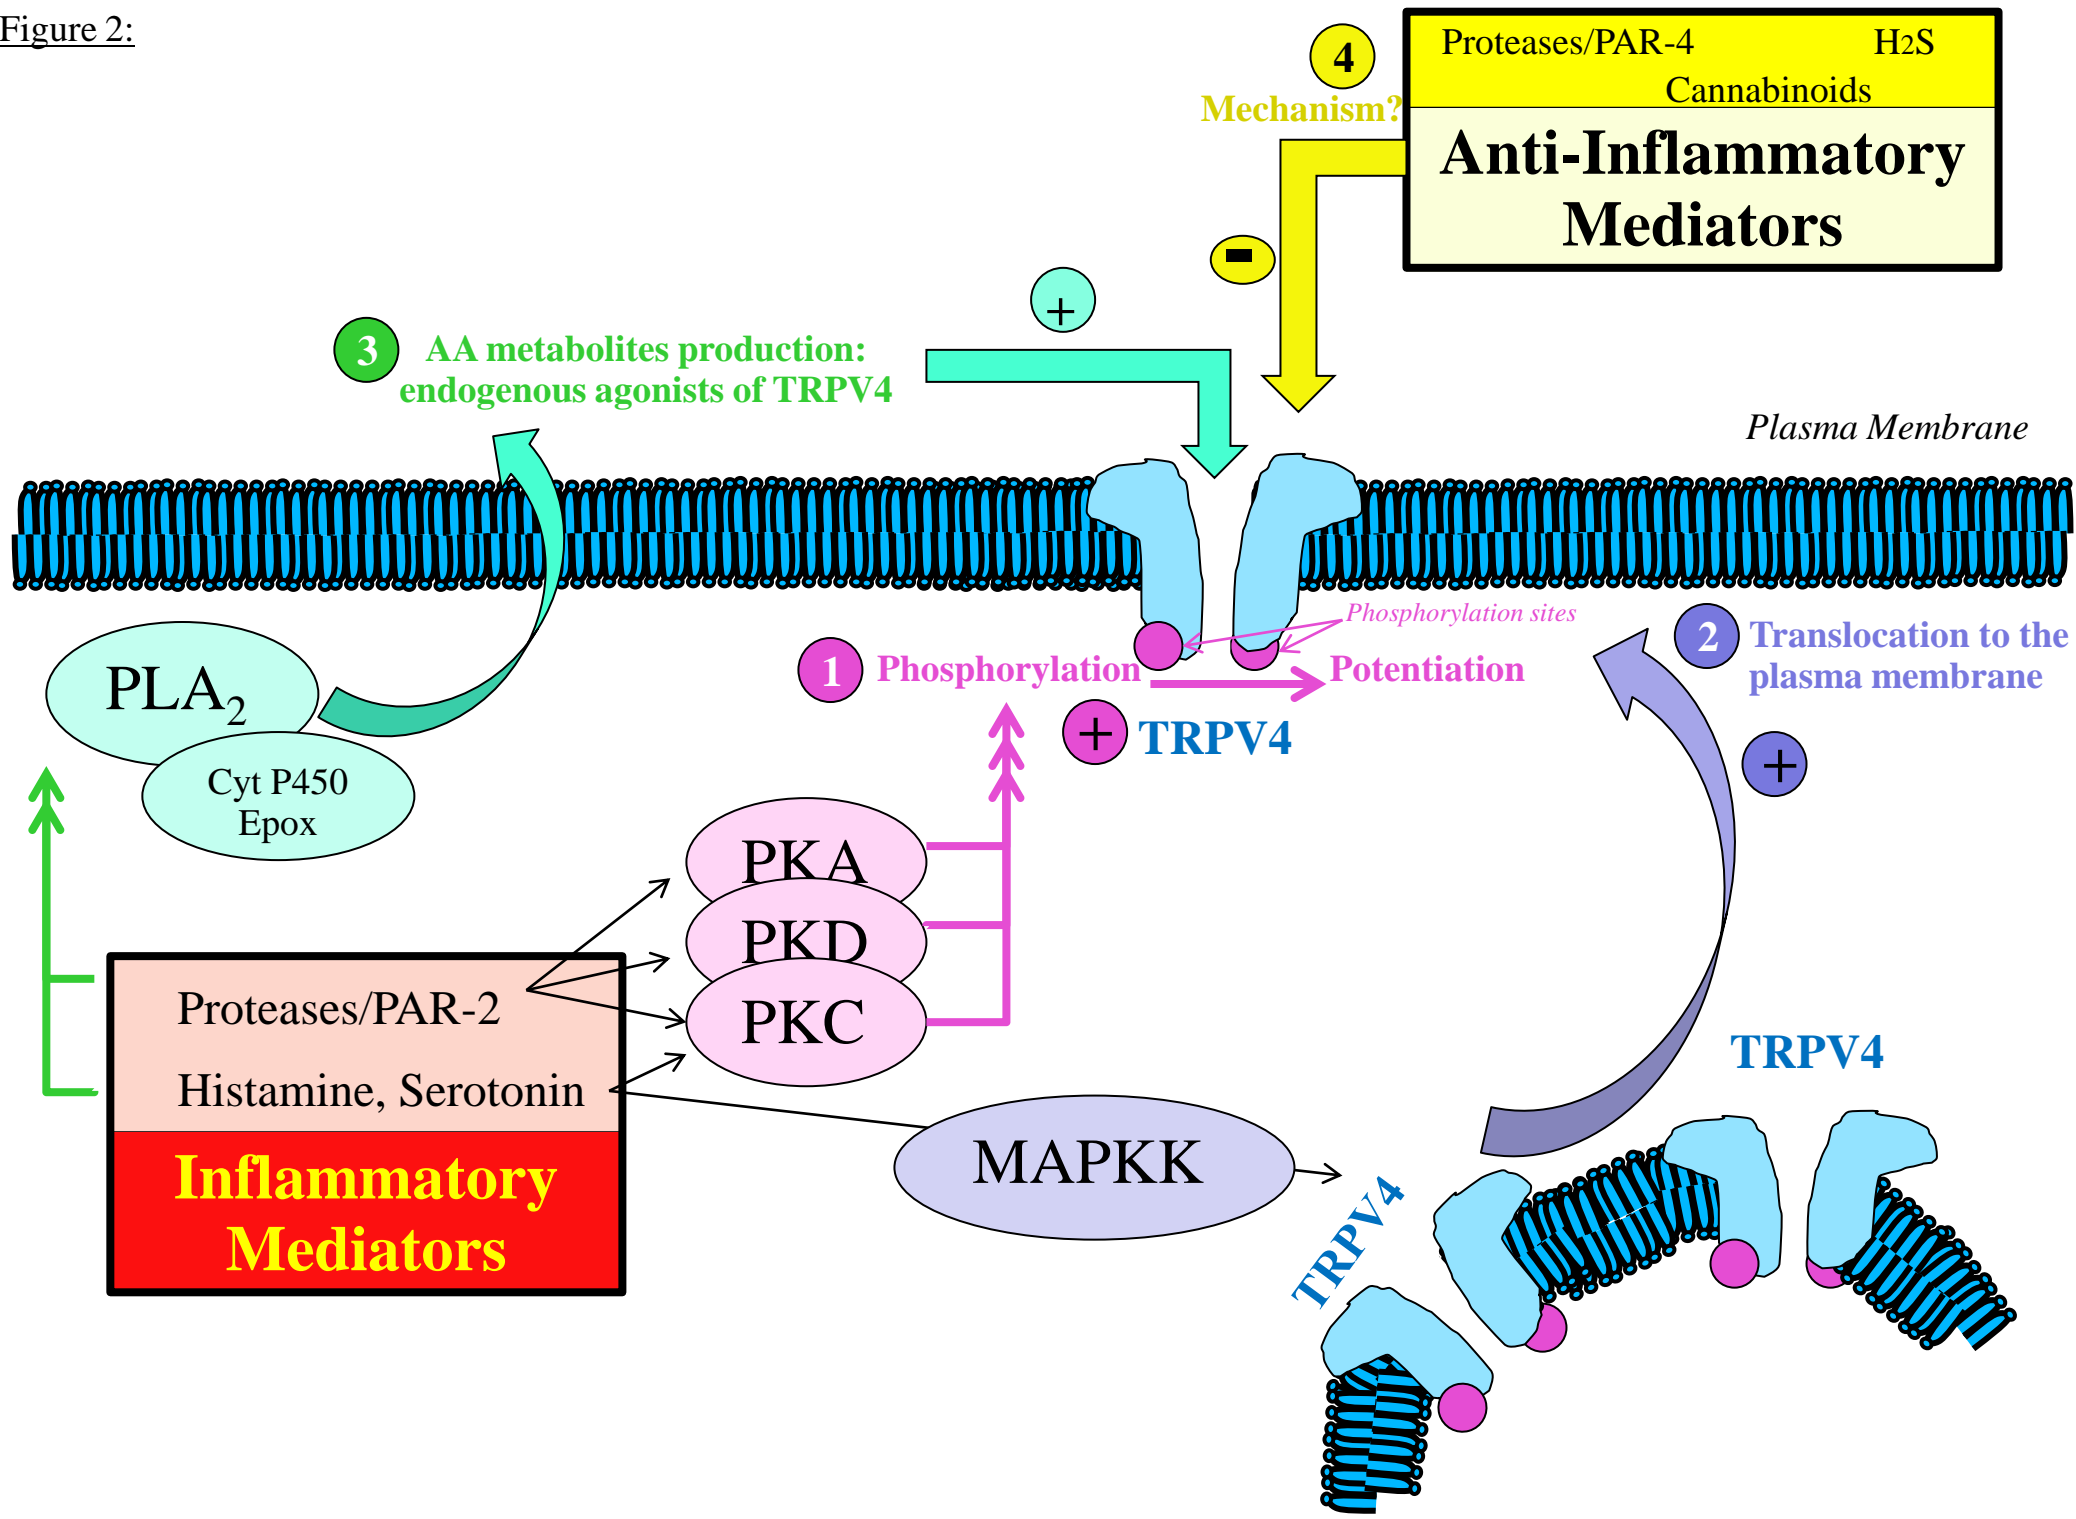 Figure 2:
4
Proteases/PAR-4 H2S
Cannabinoids
Mechanism?
Anti-Inflammatory
Mediators
-
+
3
AA metabolites production:
endogenous agonists of TRPV4
Plasma Membrane
Phosphorylation sites
1 Phosphorylation
Potentiation
2 Translocation to the
plasma membrane
+ TRPV4
+
PLA2
Cyt P450
Epox
PKA
PKD
PKC
Proteases/PAR-2
Histamine, Serotonin
Inflammatory
Mediators
MAPKK
TRPV4
TRPV4